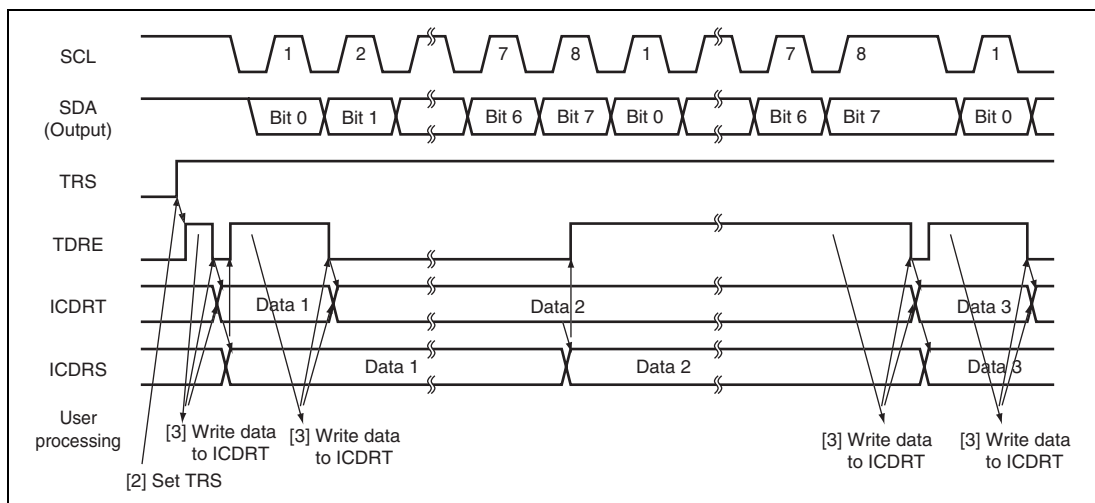 SCL
1 2 7 8 1 7 8 1
SDA
(Output)
Bit 0 Bit 1 Bit 6 Bit 7 Bit 0 Bit 6 Bit 7 Bit 0
TRS
TDRE
ICDRT
Data 1 Data 2 Data 3
ICDRS
Data 1 Data 2 Data 3
User
processing
[3] Write data
to ICDRT
[3] Write data
to ICDRT
[3] Write data
to ICDRT
[3] Write data
to ICDRT
[2] Set TRS